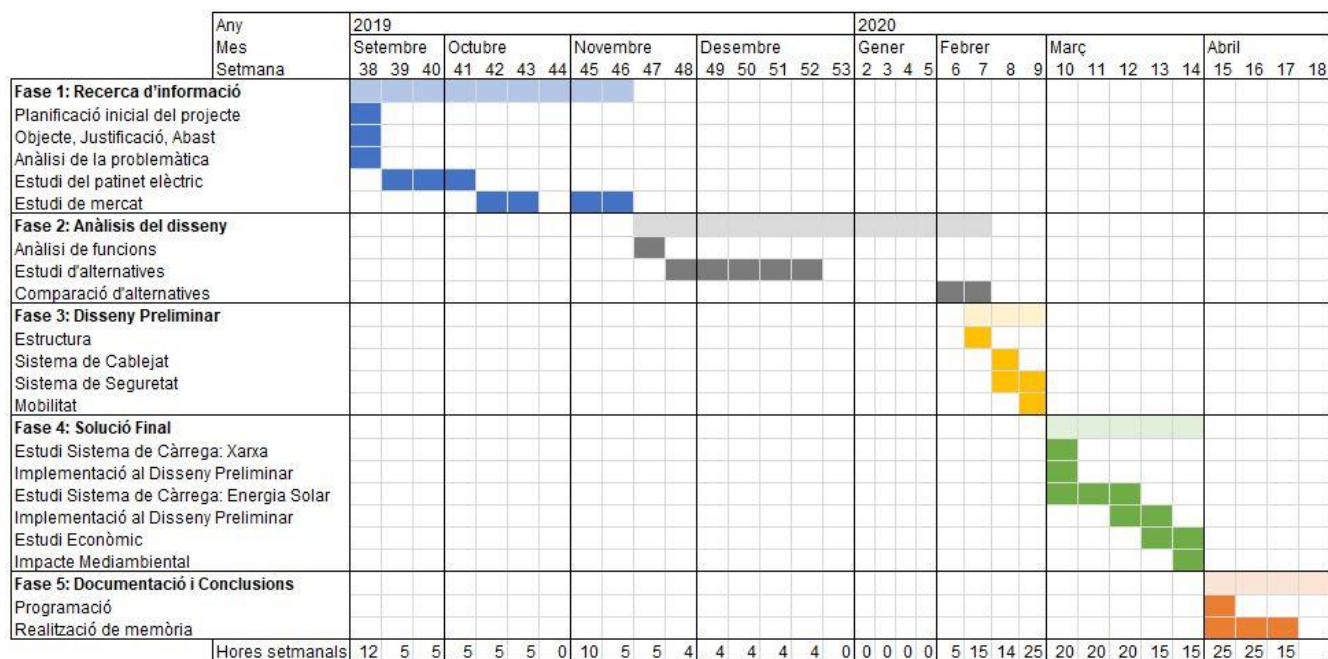 Any 2019 2020
Mes Setembre Octubre Novembre Desembre Gener Febrer Març Abril
Setmana 38 39 40 41 42 43 44 45 46 47 48 49 50 51 52 53 2 3 4 5 6 7 8 9 10 11 12 13 14 15 16 17 18
Fase 1: Recerca d'informació
Planificació inicial del projecte
Objecte, Justificació, Abast
Anàlisi de la problemàtica
Estudi del patinet elèctric
Estudi de mercat
Fase 2: Anàlisis del disseny
Anàlisi de funcions
Estudi d'alternatives
Comparació d'alternatives
Fase 3: Disseny Preliminar
Estructura
Sistema de Cablejat
Sistema de Seguretat
Mobilitat
Fase 4: Solució Final
Estudi Sistema de Càrrega: Xarxa
Implementació al Disseny Preliminar
Estudi Sistema de Càrrega: Energia Solar
Implementació al Disseny Preliminar
Estudi Econòmic
Impacte Mediambiental
Fase 5: Documentació i Conclusions
Programació
Realització de memòria
Hores setmanals 12 5 5 5 5 5 0 10 5 5 4 4 4 4 4 0 0 0 0 0 5 15 14 25 20 20 20 15 15 25 25 15